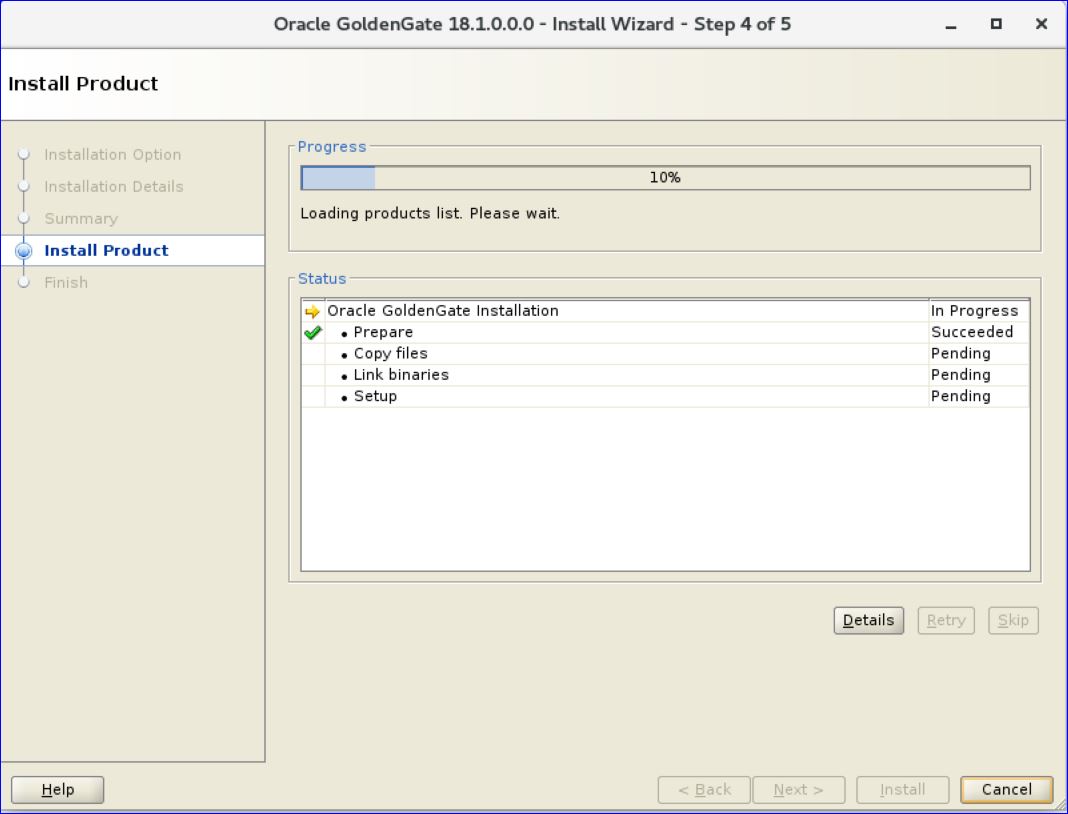 Oracle GoldenGate 18.1.0.0.0 - Install Wizard - Step 4 of 5
Install Product
Installation Option
Installation Details
Summary
Install Product
Finish
Progress
10%
Loading products list. Please wait.
Status
Oracle GoldenGate Installation In Progress
• Prepare Succeeded
• Copy files Pending
• Link binaries Pending
• Setup Pending
Details Retry Skip
Help < Back Next > Install Cancel